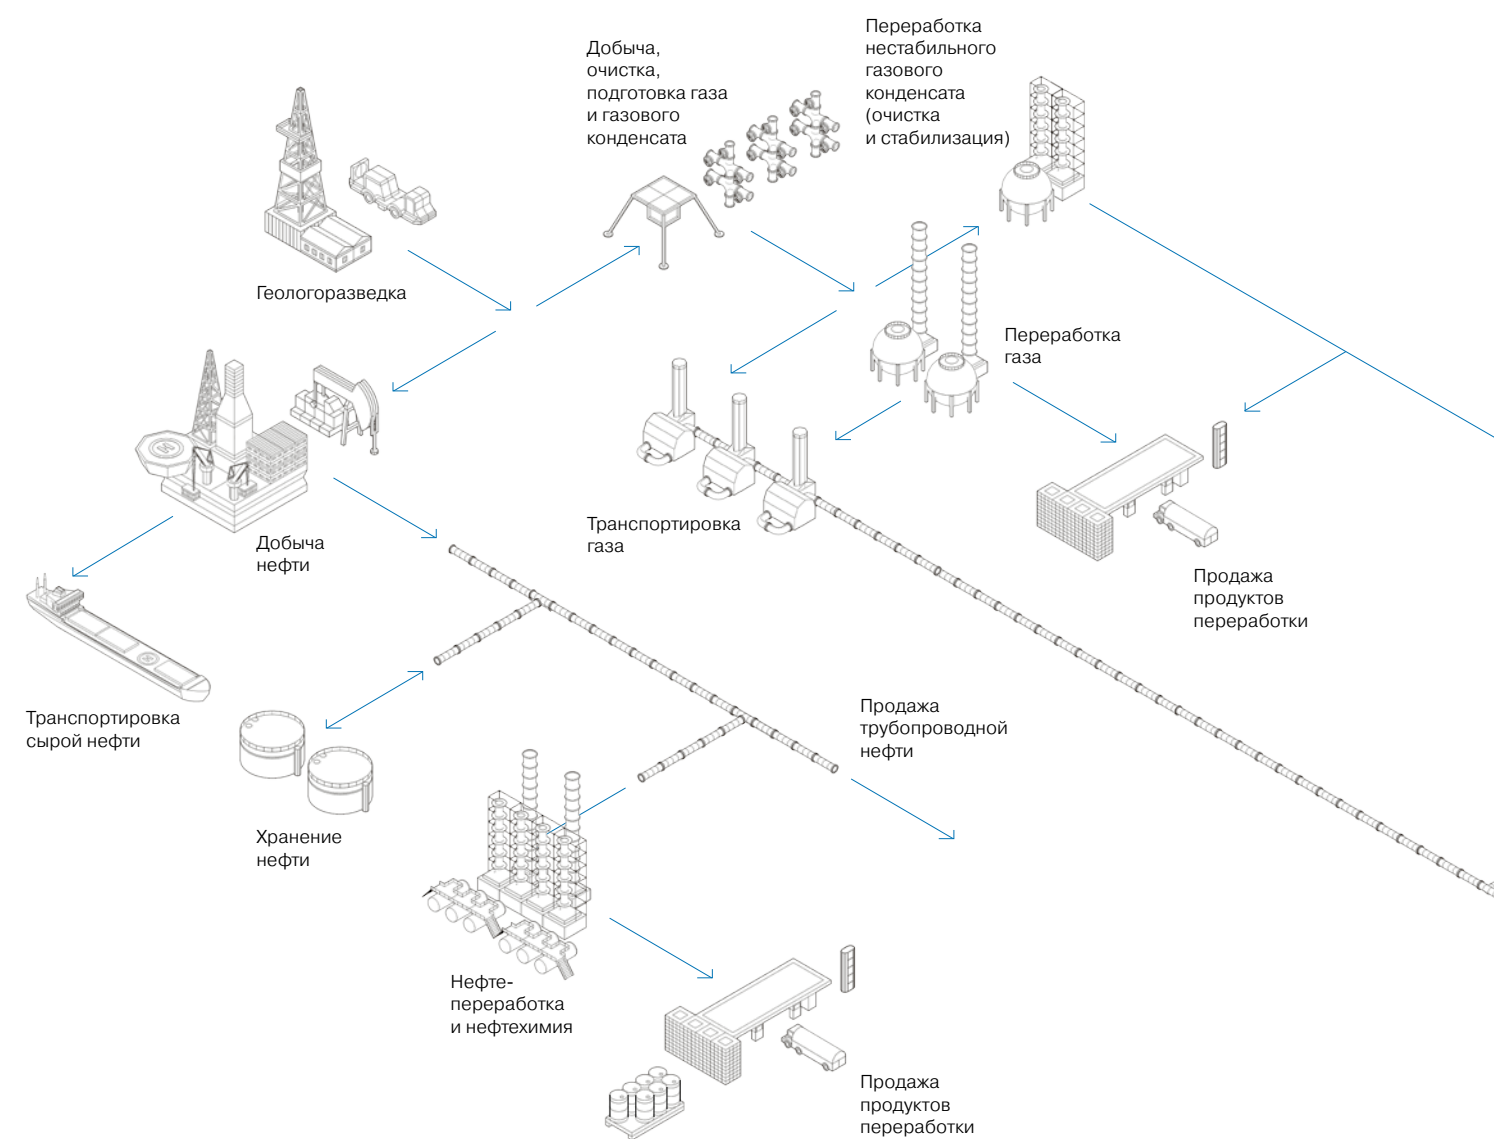 Переработка
нестабильного
газового
конденсата
(очистка
и стабилизация)
Добыча,
очистка,
подготовка газа
и газового
конденсата
Геологоразведка
Переработка
газа
Транспортировка
газа
Добыча
нефти
Продажа
продуктов
переработки
Транспортировка
сырой нефти
Продажа
трубопроводной
нефти
Хранение
нефти
Нефте-
переработка
и нефтехимия
Продажа
продуктов
переработки